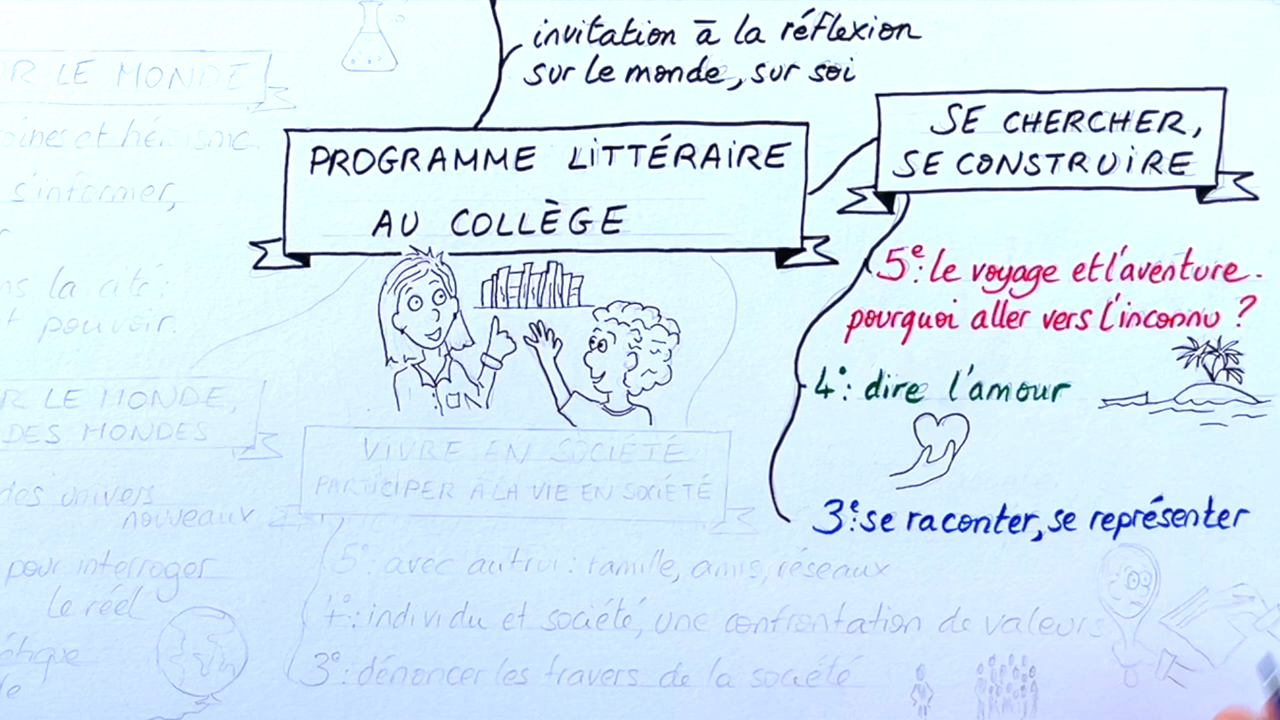 invitation à la réflexion
sur le monde, sur soi
PROGRAMME LITTÉRAIRE
AU COLLÈGE
SE CHERCHER,
SE CONSTRUIRE
5e: le voyage et l'aventure.
pourquoi aller vers l'inconnu ?
4e: dire l'amour
3e: se raconter, se représenter
R LE MONDE
et
s'informer,
la cité:
pouvoir.
R LE MONDE,
DES MONDES
des univers
nouveaux
pour interroger
le réel
VIVRE EN SOCIÉTÉ
PARTICIPER À LA VIE EN SOCIÉTÉ
5e: avec autrui: famille, amis, réseaux
4e: individu et société, une confrontation de valeurs
3e: dénoncer les travers de la société